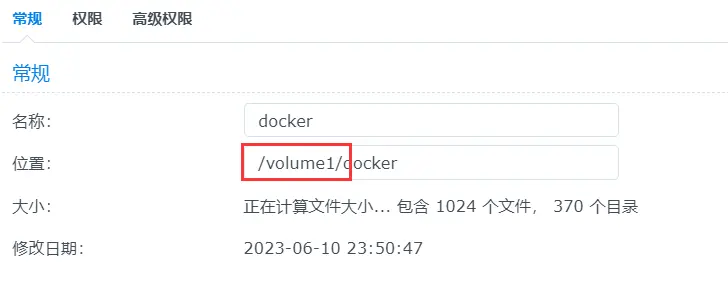 常规 权限 高级权限
常规
名称： docker
位置： /volume1/docker
大小： 正在计算文件大小... 包含 1024 个文件， 370 个目录
修改日期： 2023-06-10 23:50:47